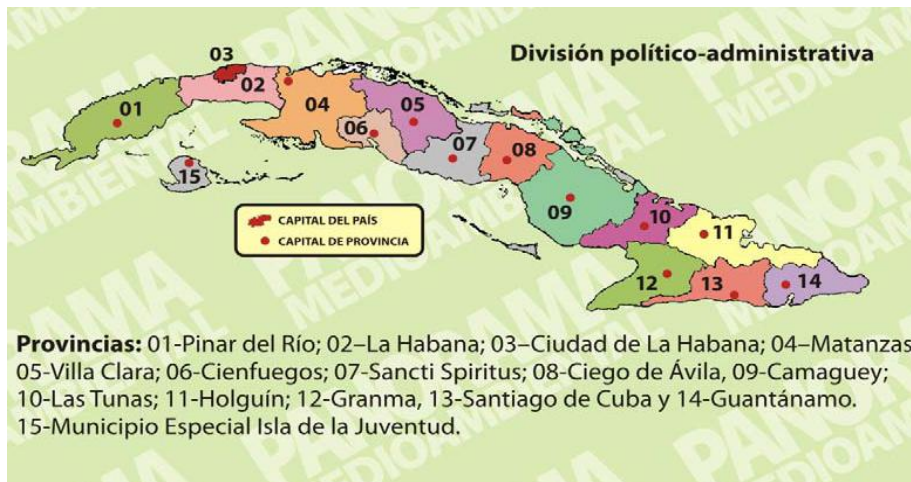 División político-administrativa
03
02
01
04
05
06
07
08
15
09
10
11
12
13
14
CAPITAL DEL PAÍS
CAPITAL DE PROVINCIA
Provincias: 01-Pinar del Río; 02–La Habana; 03–Ciudad de La Habana; 04–Matanzas
05-Villa Clara; 06-Cienfuegos; 07-Sancti Spiritus; 08-Ciego de Ávila, 09-Camaguey;
10-Las Tunas; 11-Holguín; 12-Granma, 13-Santiago de Cuba y 14-Guantánamo.
15-Municipio Especial Isla de la Juventud.
PANORAMA
MEDIOAMBIENTAL